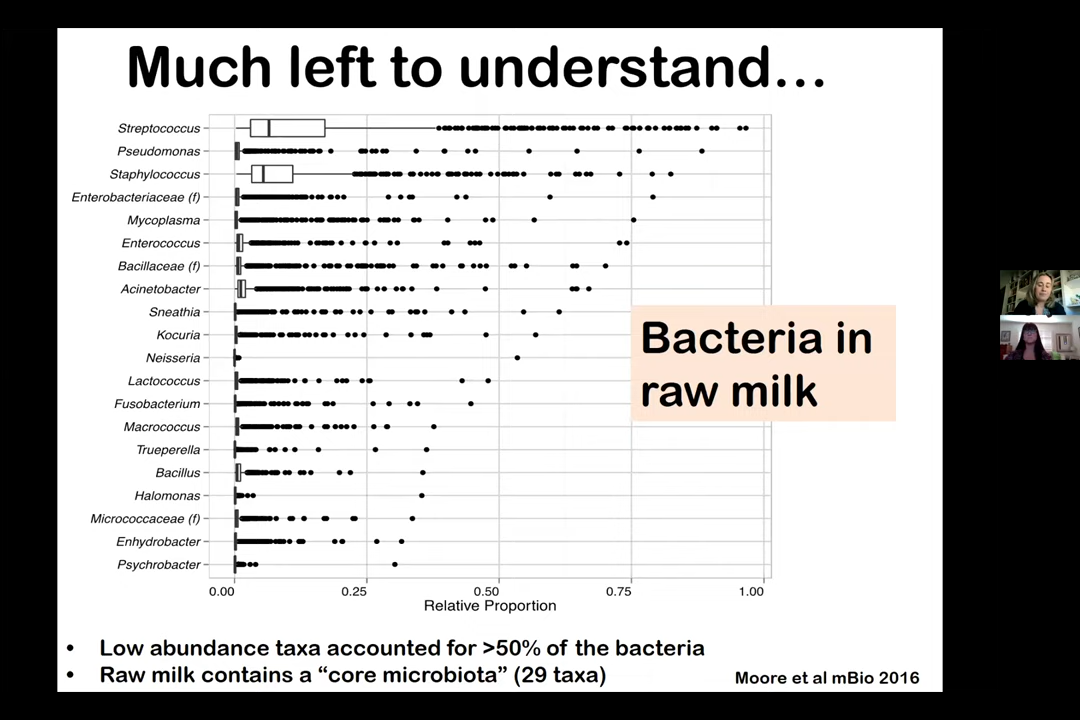 Much left to understand...
Streptococcus
Pseudomonas
Staphylococcus
Enterobacteriaceae (f)
Mycoplasma
Enterococcus
Bacillaceae (f)
Acinetobacter
Sneathia
Kocuria
Neisseria
Lactococcus
Fusobacterium
Macrococcus
Trueperella
Bacillus
Halomonas
Micrococcaceae (f)
Enhydrobacter
Psychrobacter
Bacteria in
raw milk
0.00 0.25 0.50 0.75 1.00
Relative Proportion
• Low abundance taxa accounted for >50% of the bacteria
• Raw milk contains a “core microbiota” (29 taxa)
Moore et al mBio 2016